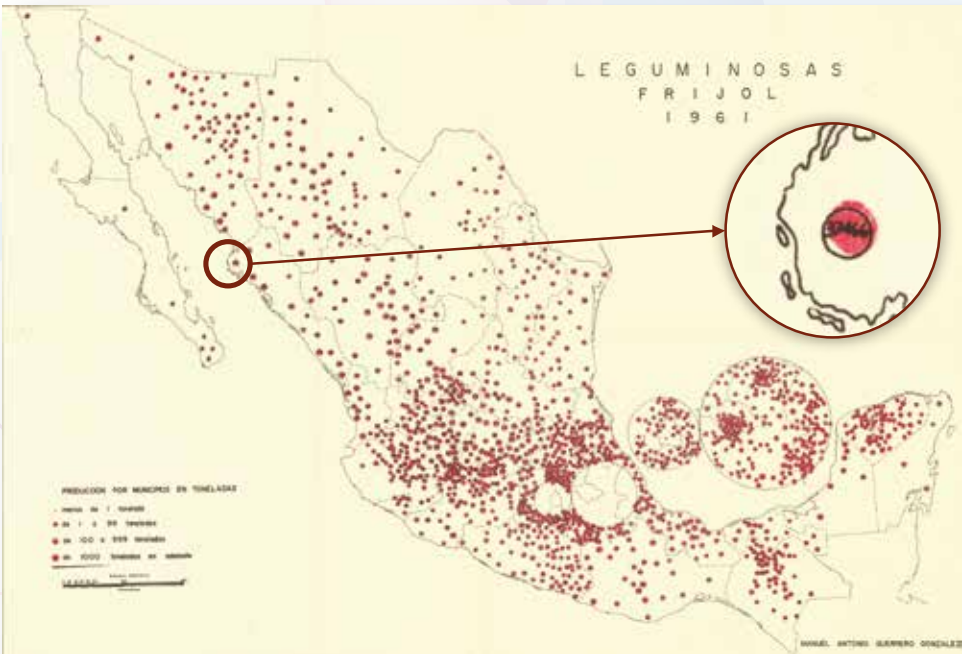 LEGUMINOSAS
FRIJOL
1961
PRODUCCION POR MUNICIPIO EN TONELADAS
menos de 1 tonelada
de 1 a 99 toneladas
de 100 a 999 toneladas
de 1000 toneladas en adelante
MANUEL ANTONIO GUERRERO GONZALEZ